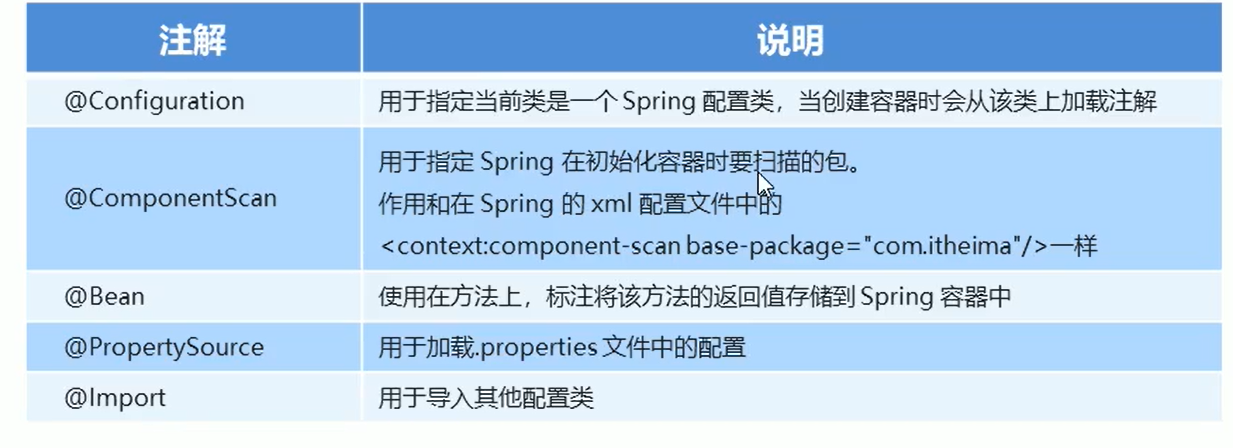 注解 说明
@Configuration 用于指定当前类是一个 Spring 配置类，当创建容器时会从该类上加载注解
@ComponentScan
用于指定 Spring 在初始化容器时要扫描的包。
作用和在 Spring 的 xml 配置文件中的
<context:component-scan base-package="com.itheima"/>一样
@Bean 使用在方法上，标注将该方法的返回值存储到 Spring 容器中
@PropertySource 用于加载.properties 文件中的配置
@Import 用于导入其他配置类